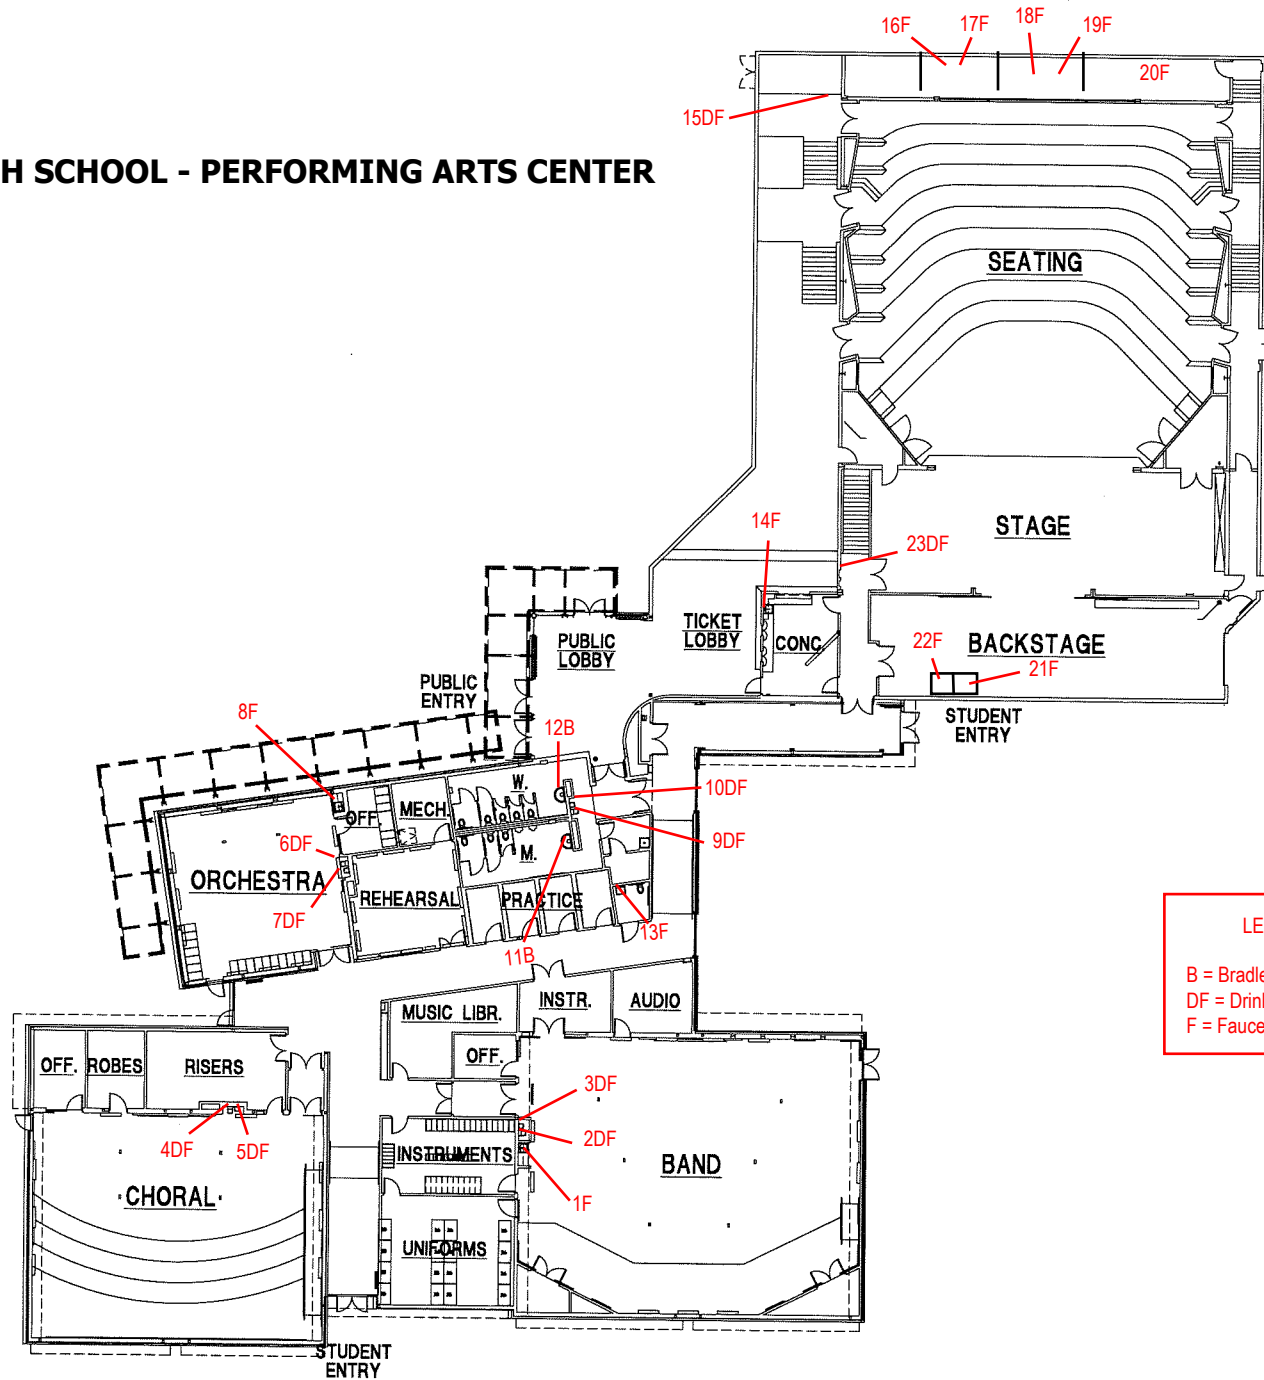 16F
17F
18F
19F
20F
15DF
H SCHOOL - PERFORMING ARTS CENTER
SEATING
14F
23DF
STAGE
PUBLIC
LOBBY
TICKET
LOBBY
CONC.
BACKSTAGE
22F
21F
PUBLIC
ENTRY
STUDENT
ENTRY
8F
12B
W.
10DF
OFF.
MECH.
9DF
6DF
M.
ORCHESTRA
REHEARSAL
PRACTICE
7DF
13F
11B
LE
B = Bradle
DF = Drin
F = Fauce
MUSIC LIBR.
INSTR.
AUDIO
OFF.
ROBES
RISERS
OFF.
3DF
2DF
4DF
5DF
INSTRUMENTS
BAND
CHORAL
1F
UNIFORMS
STUDENT
ENTRY